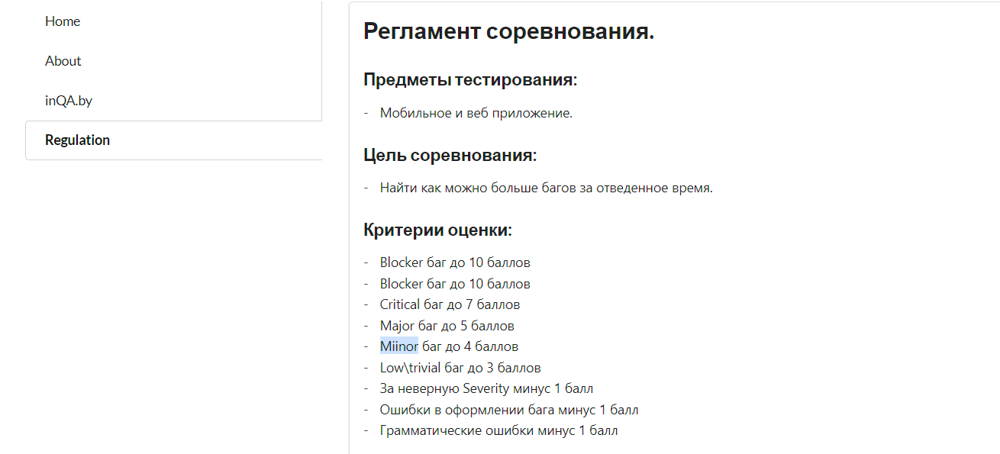 Home
About
inQA.by
Regulation
Регламент соревнования.
Предметы тестирования:
- Мобильное и веб приложение.
Цель соревнования:
- Найти как можно больше багов за отведенное время.
Критерии оценки:
- Blocker баг до 10 баллов
- Blocker баг до 10 баллов
- Critical баг до 7 баллов
- Major баг до 5 баллов
- Miinor баг до 4 баллов
- Low\trivial баг до 3 баллов
- За неверную Severity минус 1 балл
- Ошибки в оформлении бага минус 1 балл
- Грамматические ошибки минус 1 балл